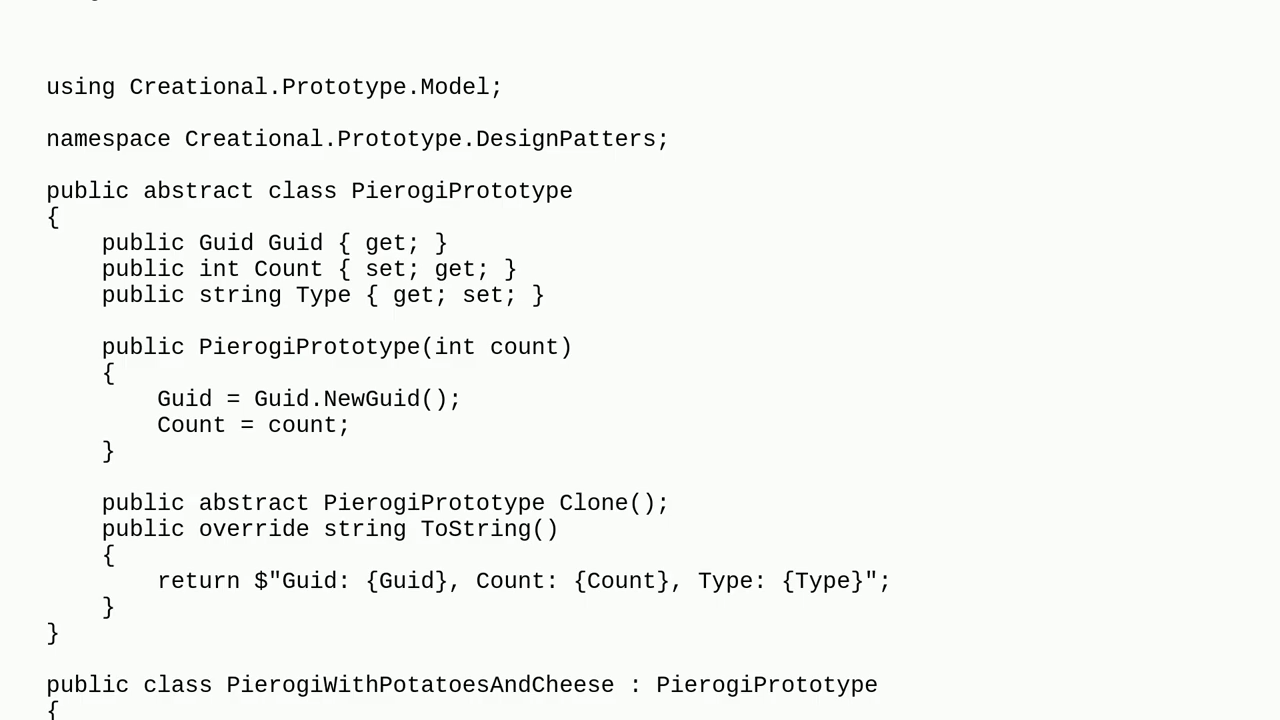 using Creational.Prototype.Model;
namespace Creational.Prototype.DesignPatters;
public abstract class PierogiPrototype
{
    public Guid Guid { get; }
    public int Count { set; get; }
    public string Type { get; set; }
    public PierogiPrototype(int count)
    {
        Guid = Guid.NewGuid();
        Count = count;
    }
    public abstract PierogiPrototype Clone();
    public override string ToString()
    {
        return $"Guid: {Guid}, Count: {Count}, Type: {Type}";
    }
}
public class PierogiWithPotatoesAndCheese : PierogiPrototype
{